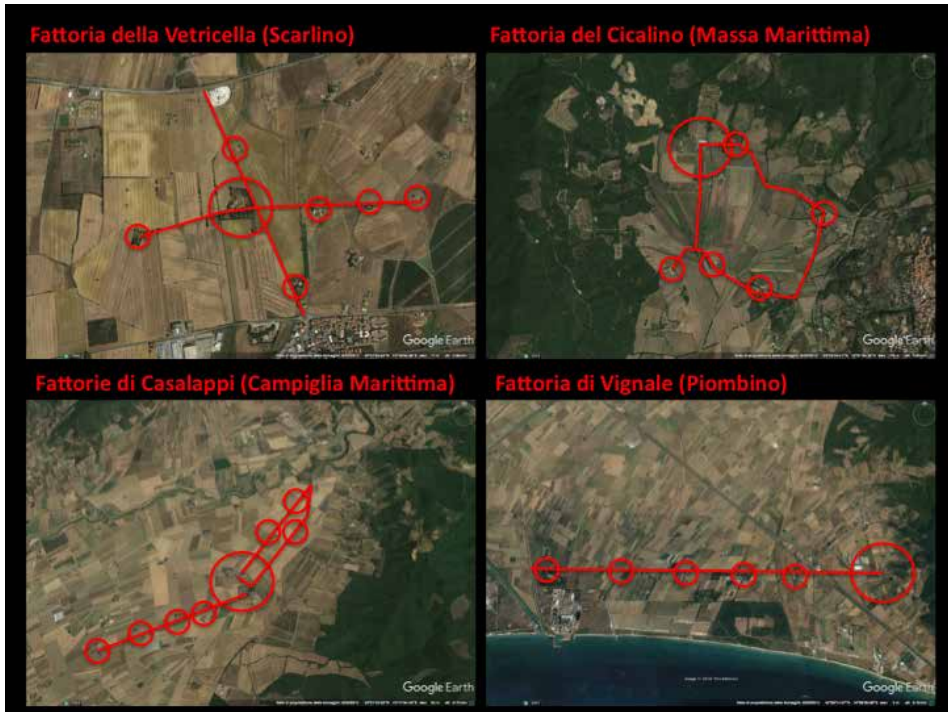 Fattoria della Vetricella (Scarlino)
Fattoria del Cicalino (Massa Marittima)
Google Earth
Google Earth
Fattorie di Casalappi (Campiglia Marittima)
Fattoria di Vignale (Piombino)
Google Earth
Google Earth